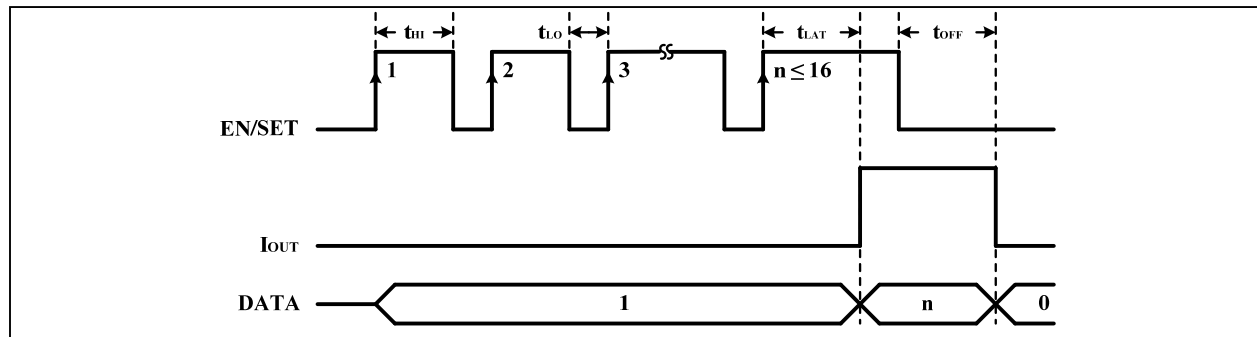 tHI tLO tLAT tOFF
1 2 3 n ≤ 16
EN/SET
IOUT
DATA 1 n 0